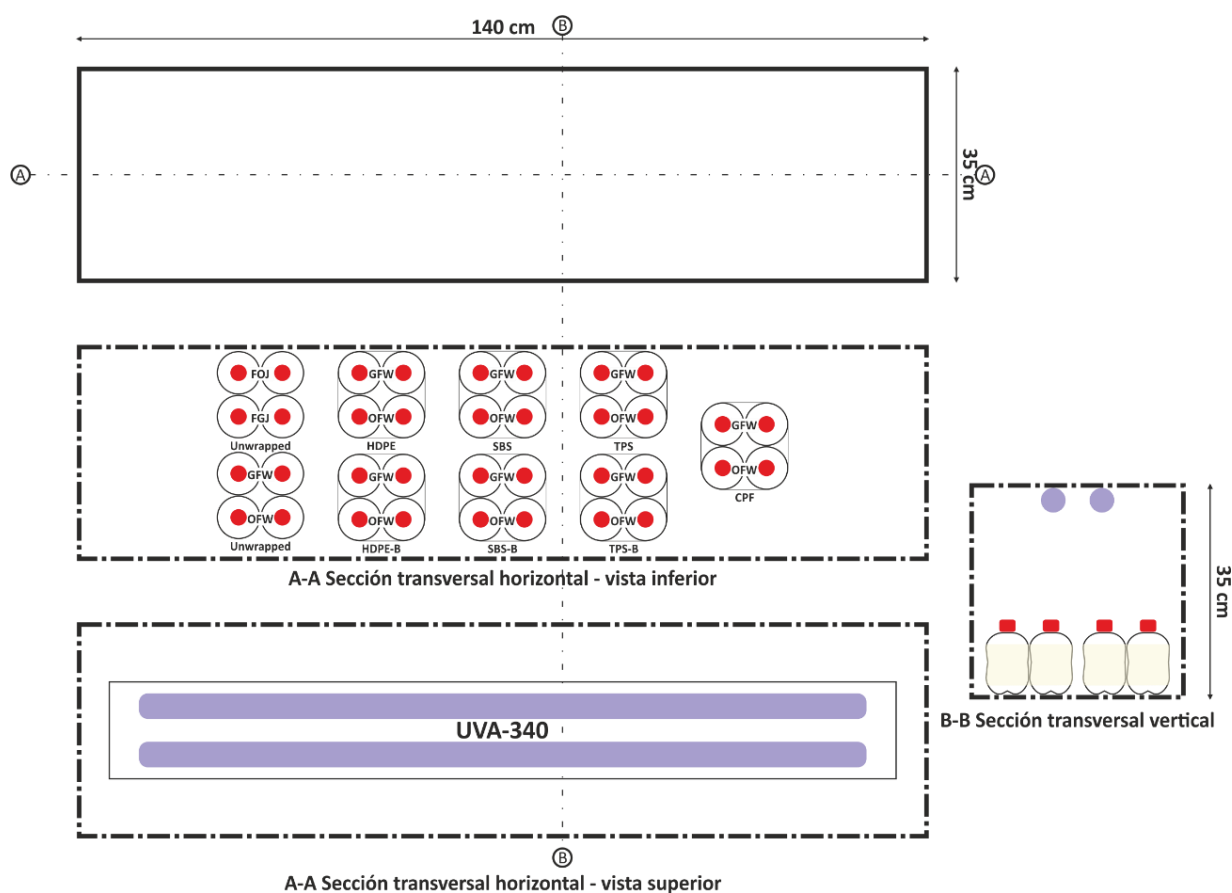 140 cm
B
35 cm
A
A
FOJ
FGJ
Unwrapped
GFW
OFW
Unwrapped
GFW
OFW
HDPE
GFW
OFW
HDPE-B
GFW
OFW
SBS
GFW
OFW
SBS-B
GFW
OFW
TPS
GFW
OFW
TPS-B
GFW
OFW
CPF
A-A Sección transversal horizontal - vista inferior
35 cm
B-B Sección transversal vertical
UVA-340
B
A-A Sección transversal horizontal - vista superior